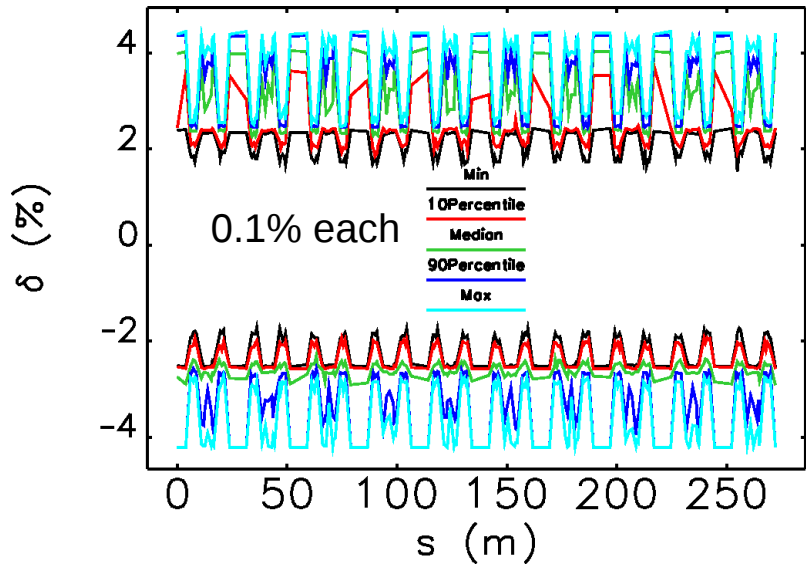 4
2
0
-2
-4
δ (%)
Min
10Percentile
Median
90Percentile
Max
0.1% each
0 50 100 150 200 250
s (m)